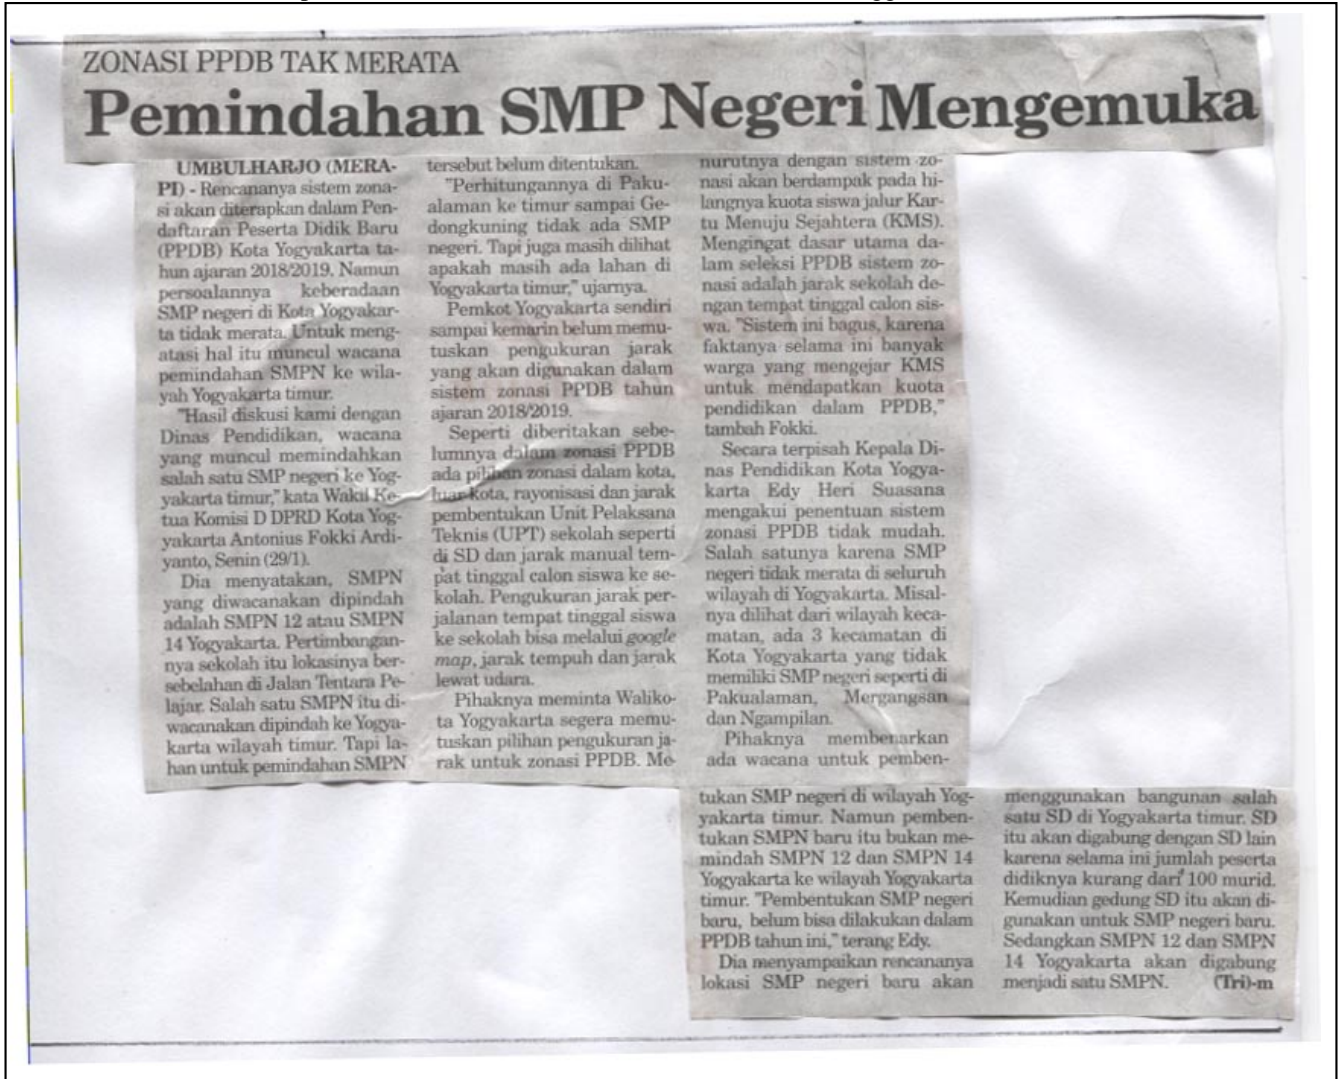 ZONASI PPDB TAK MERATA
Pemindahan SMP Negeri Mengemuka
UMBULHARJO (MERA-
PI) - Rencananya sistem zona-
si akan diterapkan dalam Pen-
daftaran Peserta Didik Baru
(PPDB) Kota Yogyakarta ta-
hun ajaran 2018/2019. Namun
persoalannya keberadaan
SMP negeri di Kota Yogyakar-
ta tidak merata. Untuk meng-
atasi hal itu muncul wacana
pemindahan SMPN ke wila-
yah Yogyakarta timur.
"Hasil diskusi kami dengan
Dinas Pendidikan, wacana
yang muncul memindahkan
salah satu SMP negeri ke Yog-
yakarta timur," kata Wakil Ke-
tua Komisi D DPRD Kota Yog-
yakarta Antonius Fokki Ardi-
yanto, Senin (29/1).
Dia menyatakan, SMPN
yang diwacanakan dipindah
adalah SMPN 12 atau SMPN
14 Yogyakarta. Pertimbangan-
nya sekolah itu lokasinya ber-
sebelahan di Jalan Tentara Pe-
lajar. Salah satu SMPN itu di-
wacanakan dipindah ke Yogya-
karta wilayah timur. Tapi la-
han untuk pemindahan SMPN
tersebut belum ditentukan.
"Perhitungannya di Paku-
alaman ke timur sampai Ge-
dongkuning tidak ada SMP
negeri. Tapi juga masih dilihat
apakah masih ada lahan di
Yogyakarta timur," ujarnya.
Pemkot Yogyakarta sendiri
sampai kemarin belum memu-
tuskan pengukuran jarak
yang akan digunakan dalam
sistem zonasi PPDB tahun
ajaran 2018/2019.
Seperti diberitakan sebe-
lumnya dalam zonasi PPDB
ada pilihan zonasi dalam kota,
luar kota, rayonisasi dan jarak
pembentukan Unit Pelaksana
Teknis (UPT) sekolah seperti
di SD dan jarak manual tem-
pat tinggal calon siswa ke se-
kolah. Pengukuran jarak per-
jalanan tempat tinggal siswa
ke sekolah bisa melalui google
map, jarak tempuh dan jarak
lewat udara.
Pihaknya meminta Waliko-
ta Yogyakarta segera memu-
tuskan pilihan pengukuran ja-
rak untuk zonasi PPDB. Me-
nurutnya dengan sistem zo-
nasi akan berdampak pada hi-
langnya kuota siswa jalur Kar-
tu Menuju Sejahtera (KMS).
Mengingat dasar utama da-
lam seleksi PPDB sistem zo-
nasi adalah jarak sekolah de-
ngan tempat tinggal calon sis-
wa. "Sistem ini bagus, karena
faktanya selama ini banyak
warga yang mengejar KMS
untuk mendapatkan kuota
pendidikan dalam PPDB,"
tambah Fokki.
Secara terpisah Kepala Di-
nas Pendidikan Kota Yogya-
karta Edy Heri Suasana
mengakui penentuan sistem
zonasi PPDB tidak mudah.
Salah satunya karena SMP
negeri tidak merata di seluruh
wilayah di Yogyakarta. Misal-
nya dilihat dari wilayah keca-
matan, ada 3 kecamatan di
Kota Yogyakarta yang tidak
memiliki SMP negeri seperti di
Pakualaman, Mergangsan
dan Ngampilan.
Pihaknya membenarkan
ada wacana untuk pemben-
tukan SMP negeri di wilayah Yog-
yakarta timur. Namun pemben-
tukan SMPN baru itu bukan me-
mindah SMPN 12 dan SMPN 14
Yogyakarta ke wilayah Yogyakarta
timur. "Pembentukan SMP negeri
baru, belum bisa dilakukan dalam
PPDB tahun ini," terang Edy.
Dia menyampaikan rencananya
lokasi SMP negeri baru akan
menggunakan bangunan salah
satu SD di Yogyakarta timur. SD
itu akan digabung dengan SD lain
karena selama ini jumlah peserta
didiknya kurang dari 100 murid.
Kemudian gedung SD itu akan di-
gunakan untuk SMP negeri baru.
Sedangkan SMPN 12 dan SMPN
14 Yogyakarta akan digabung
menjadi satu SMPN. (Tri)-m